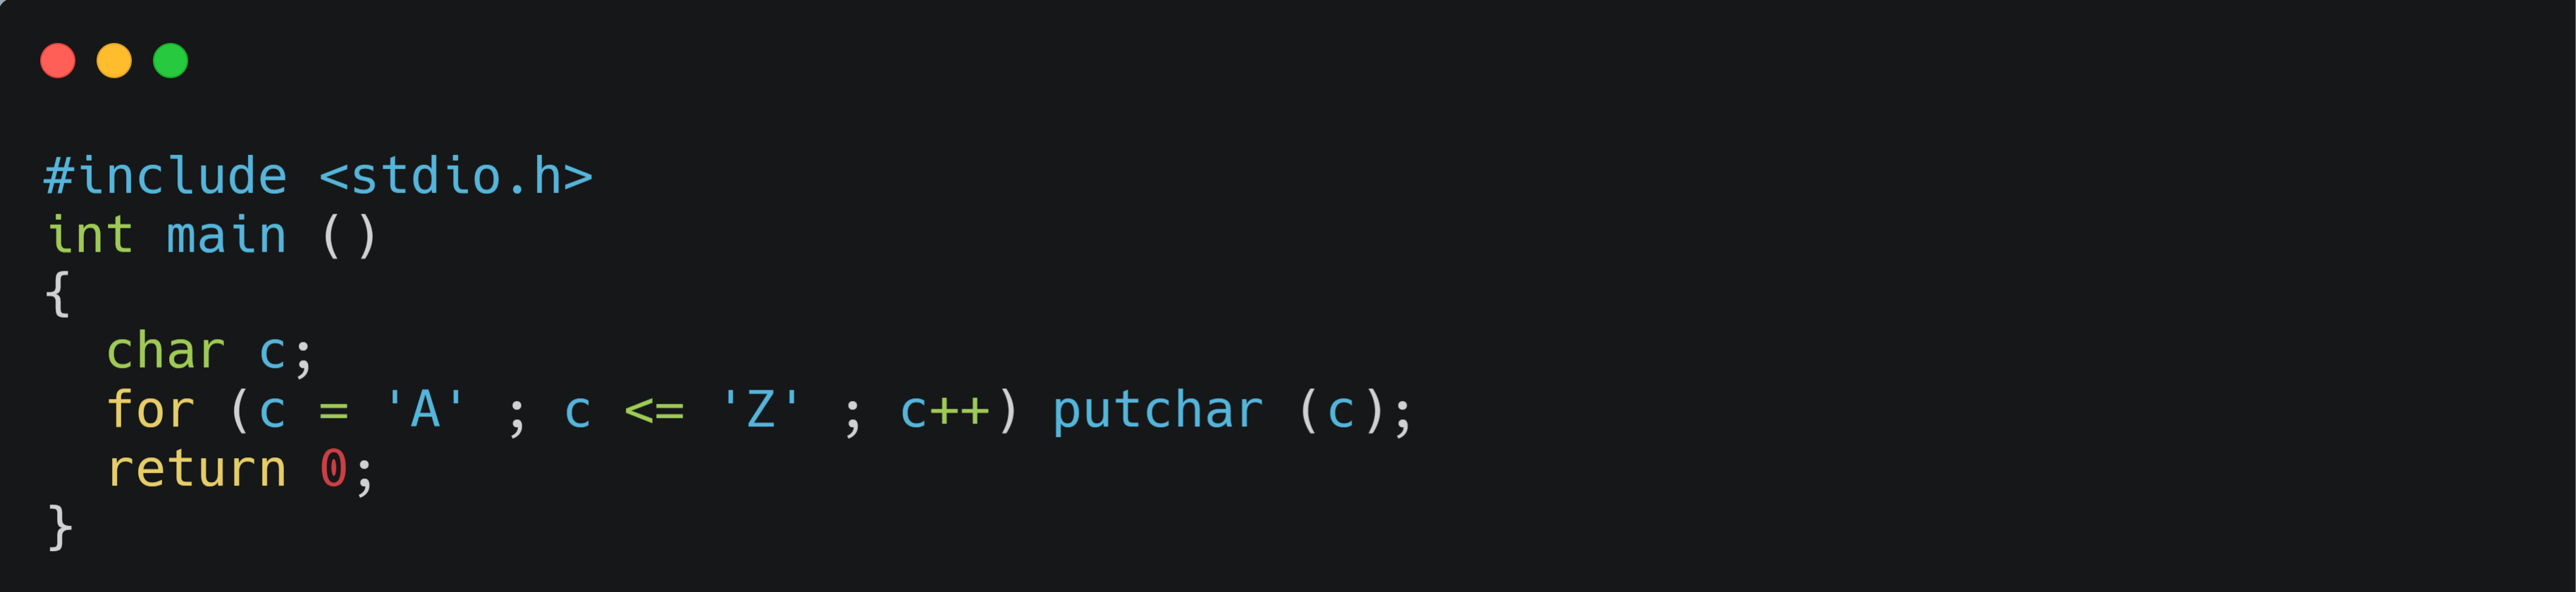 #include <stdio.h>
int main ()
{
  char c;
  for (c = 'A' ; c <= 'Z' ; c++) putchar (c);
  return 0;
}